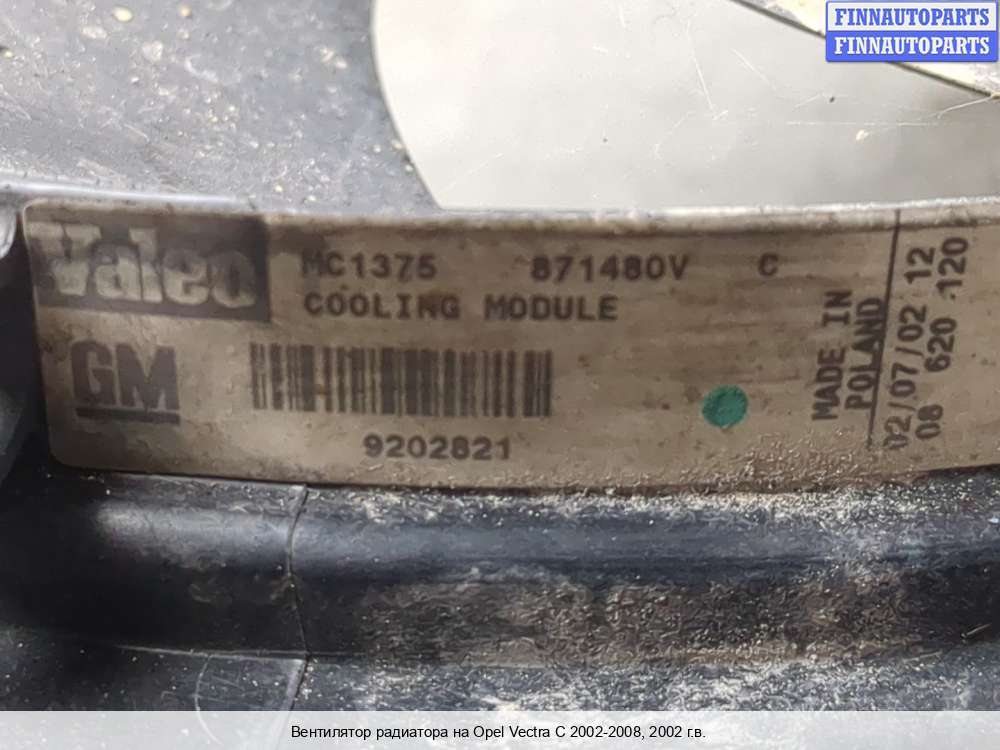 FINNAUTOPARTS
FINNAUTOPARTS
Valeo
MC1375 871480V C
COOLING MODULE
GM
9202821
MADE IN
POLAND
02/07/02 12
08 620 120
Вентилятор радиатора на Opel Vectra C 2002-2008, 2002 г.в.